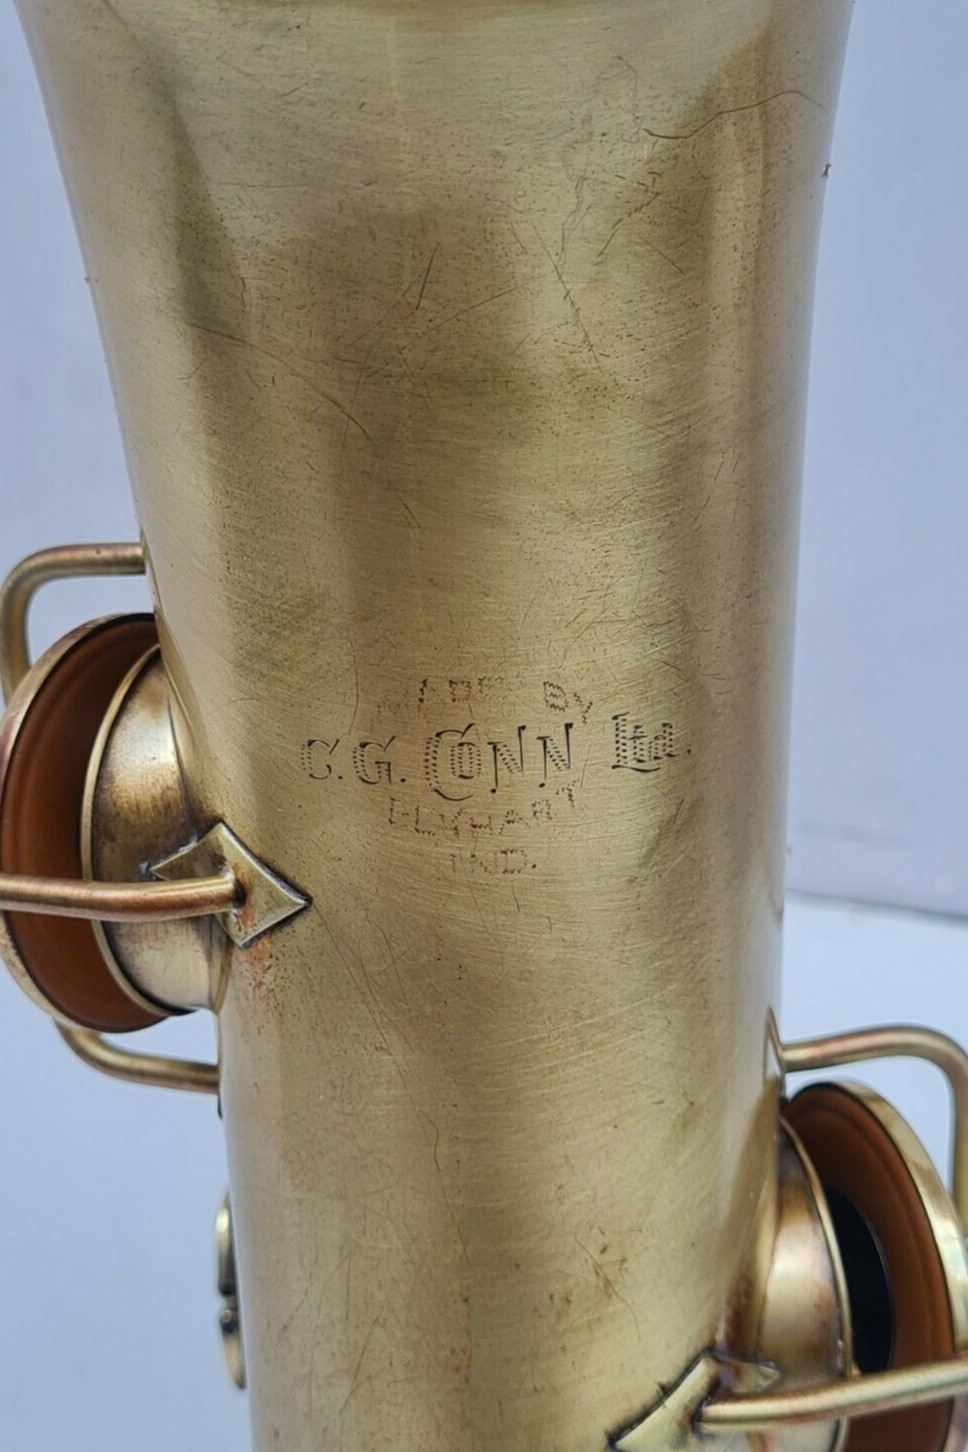 MADE BY
C.G. CONN Ltd.
ELKHART
IND.